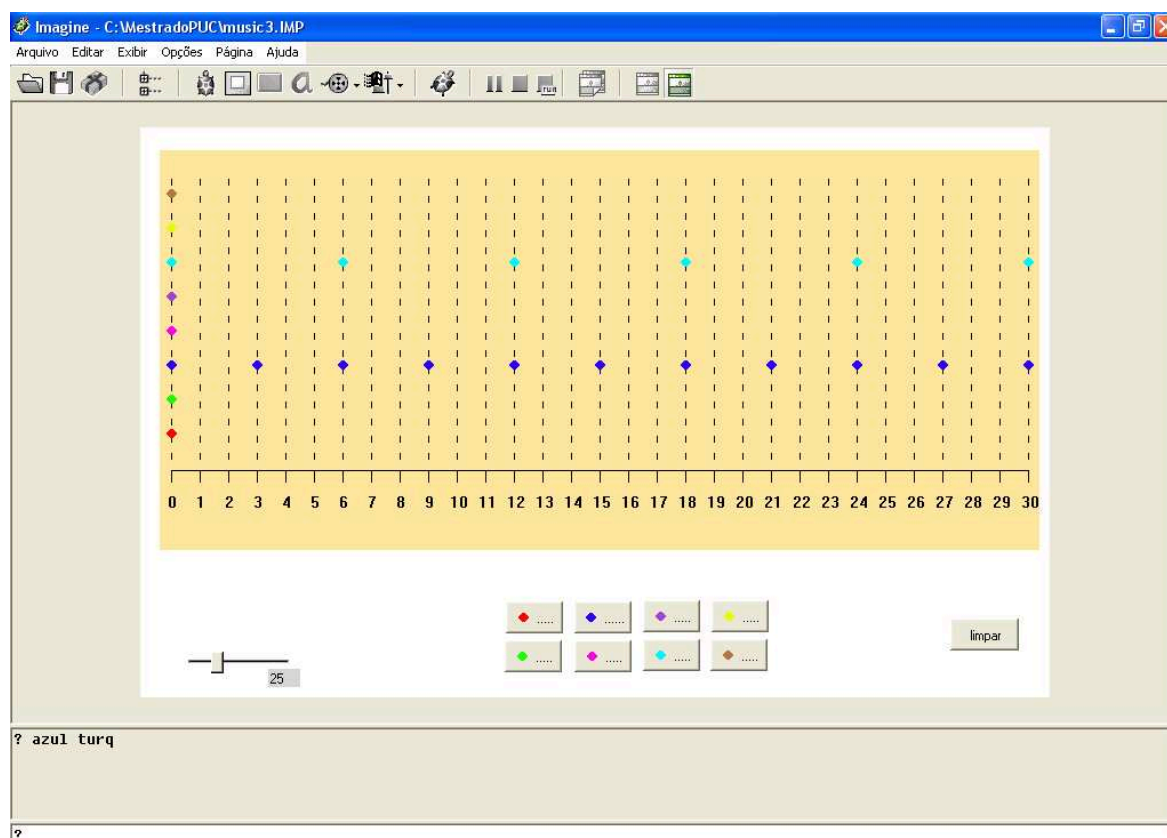 Imagine - C:\MestradoPUC\music3.IMP
Arquivo Editar Exibir Opções Página Ajuda
run
0 1 2 3 4 5 6 7 8 9 10 11 12 13 14 15 16 17 18 19 20 21 22 23 24 25 26 27 28 29 30
..... ...... ..... .....
..... ...... ..... .....
limpar
25
? azul turq
?